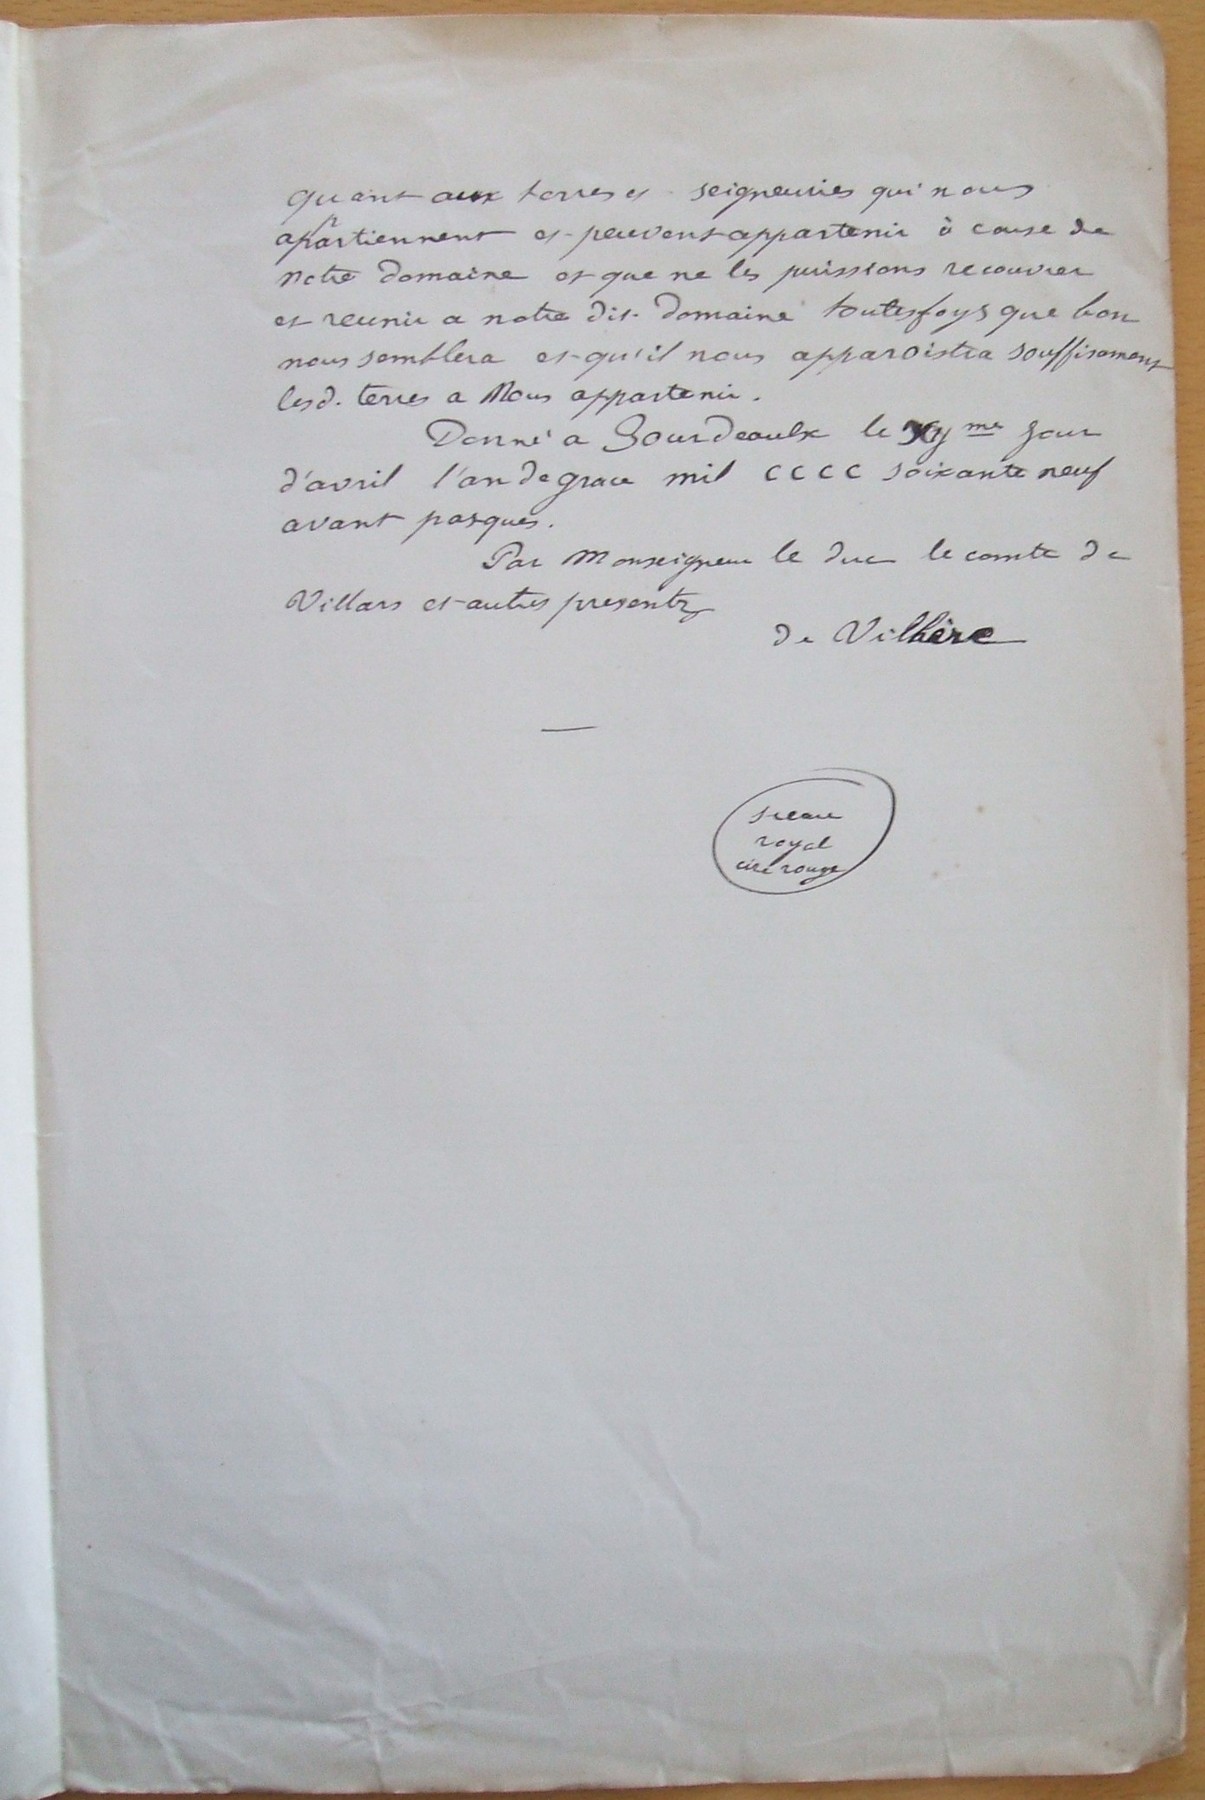 quant aux terres et seigneuries qui nous
appartiennent et peuvent appartenir à cause de
notre domaine et que ne les puissions recouvrer
et reunir a notre dit domaine toutesfoys que bon
nous semblera et qu'il nous apparoistra souffisamment
lesd. terres a Nous appartenir.
Donné a Bourdeaulx le xijme jour
d'avril l'an de grace mil CCCC soixante neuf
avant pasques.
Par Monseigneur le duc le comte de
Villars et autres presentz
de Vilhère
sceau
royal
cire rouge